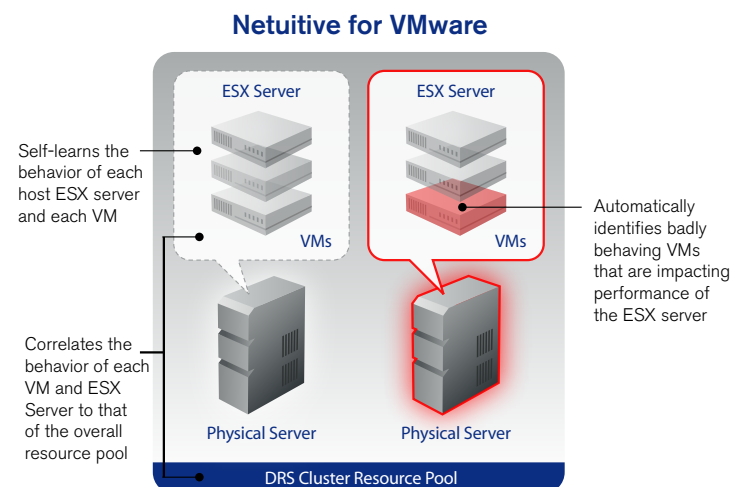 Netuitive for VMware
ESX Server
ESX Server
Self-learns the
behavior of each
host ESX server
and each VM
VMs
VMs
Automatically
identifies badly
behaving VMs
that are impacting
performance of
the ESX server
Correlates the
behavior of each
VM and ESX
Server to that
of the overall
resource pool
Physical Server
Physical Server
DRS Cluster Resource Pool